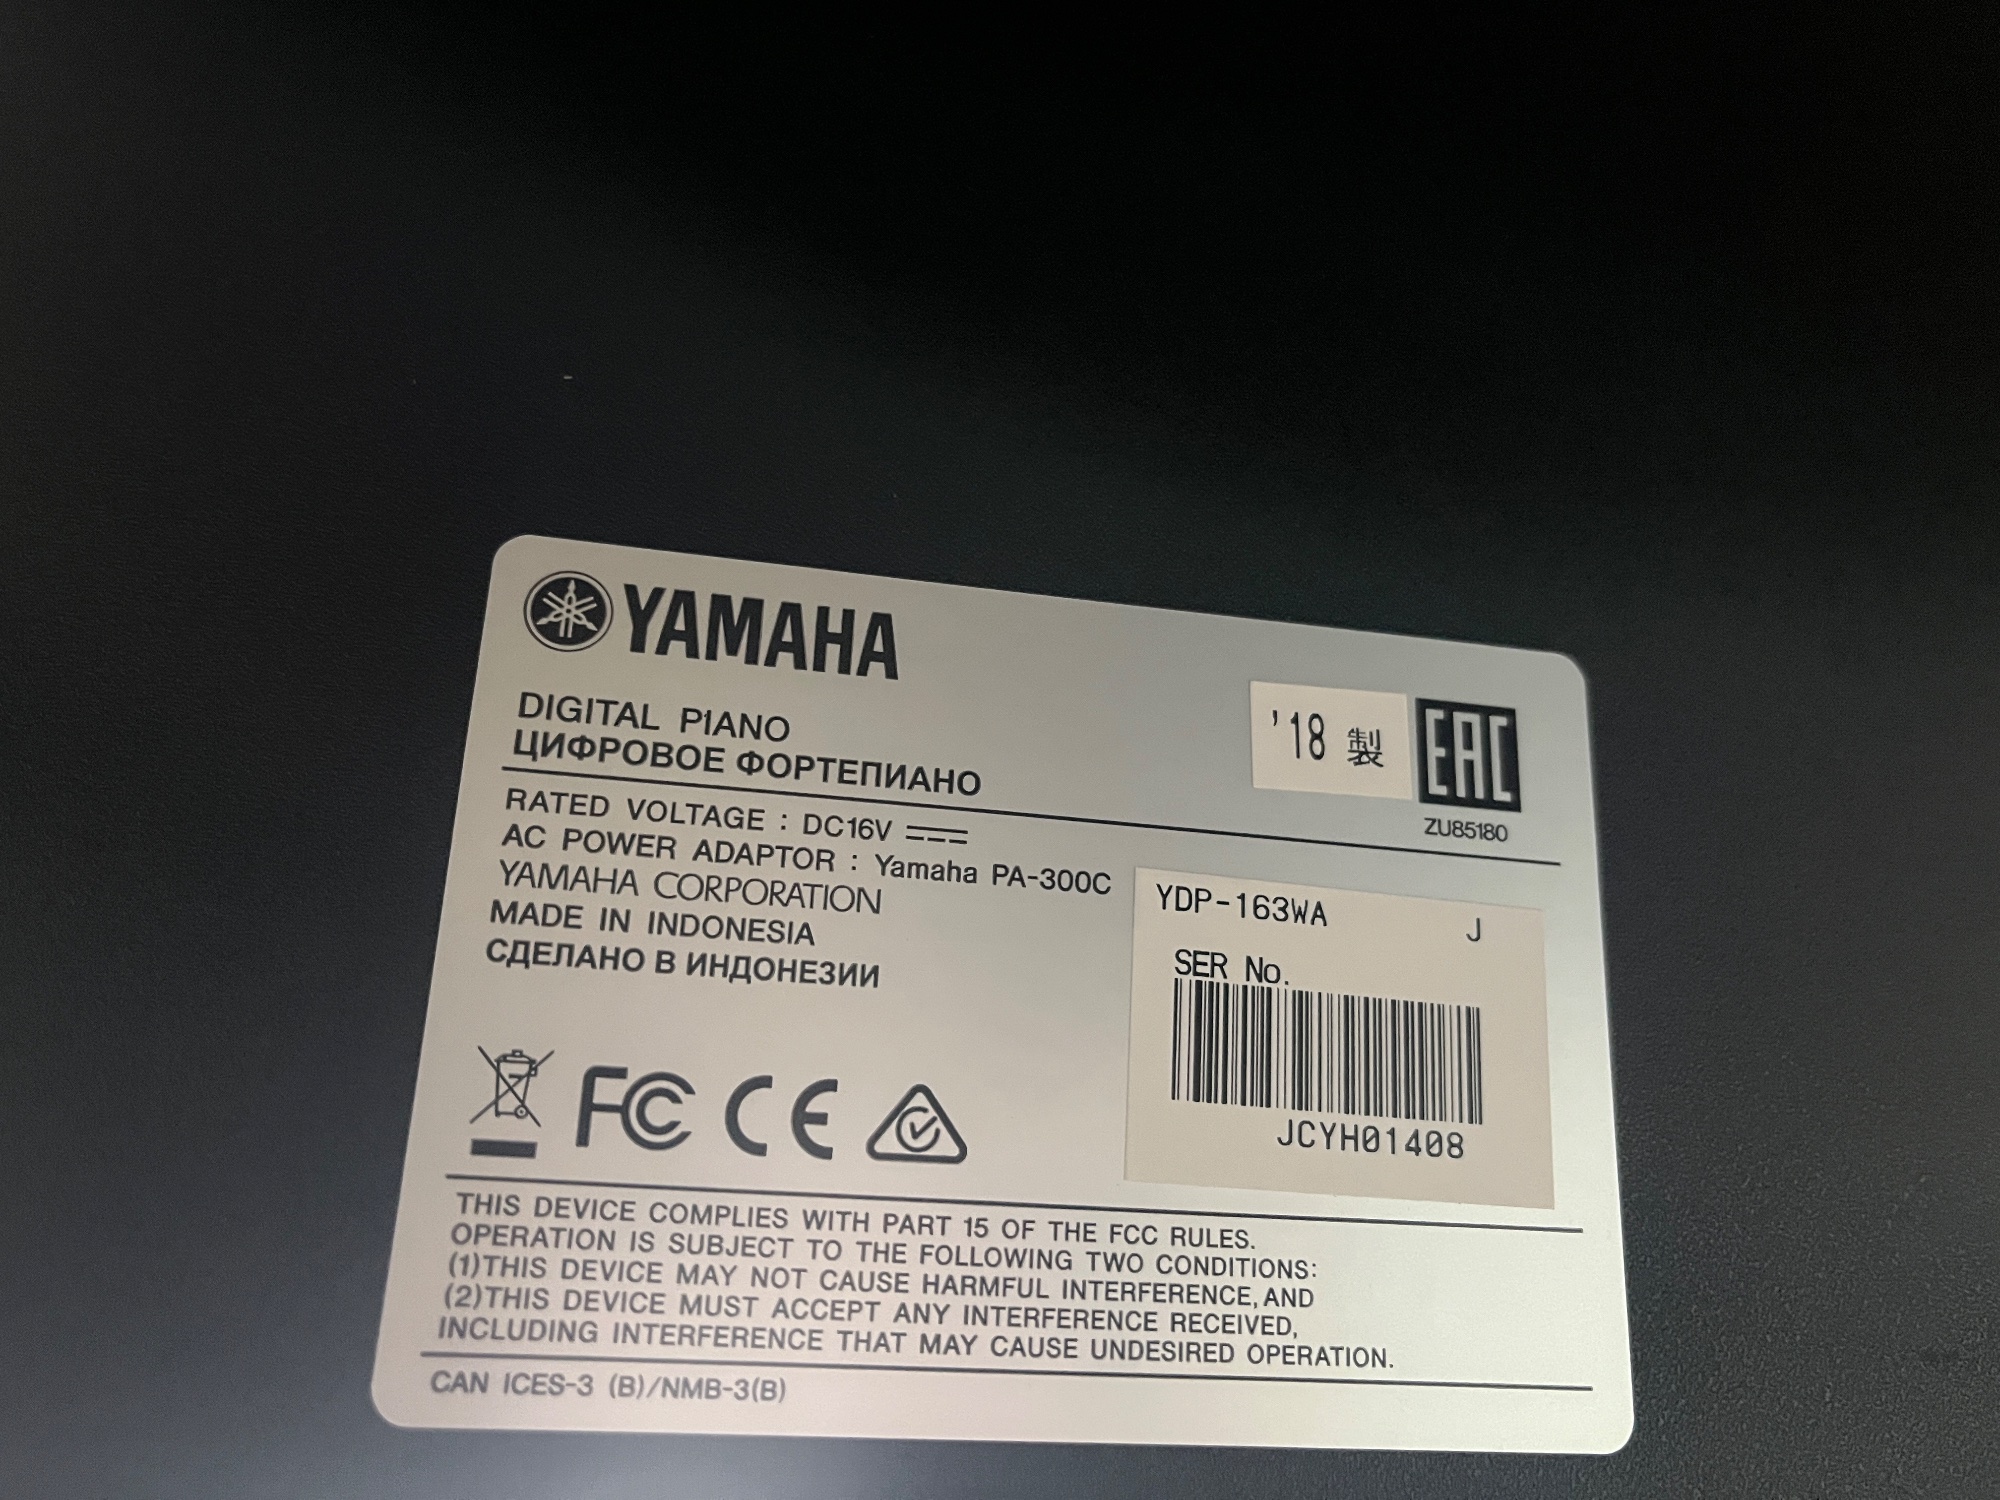 YAMAHA
DIGITAL PIANO
ЦИФРОВОЕ ФОРТЕПИАНО
'18 製
EAC
ZU85180
RATED VOLTAGE : DC16V
AC POWER ADAPTOR : Yamaha PA-300C
YAMAHA CORPORATION
MADE IN INDONESIA
СДЕЛАНО В ИНДОНЕЗИИ
YDP-163WA J
SER No.
JCYH01408
FC CE
THIS DEVICE COMPLIES WITH PART 15 OF THE FCC RULES.
OPERATION IS SUBJECT TO THE FOLLOWING TWO CONDITIONS:
(1)THIS DEVICE MAY NOT CAUSE HARMFUL INTERFERENCE, AND
(2)THIS DEVICE MUST ACCEPT ANY INTERFERENCE RECEIVED,
INCLUDING INTERFERENCE THAT MAY CAUSE UNDESIRED OPERATION.
CAN ICES-3 (B)/NMB-3(B)